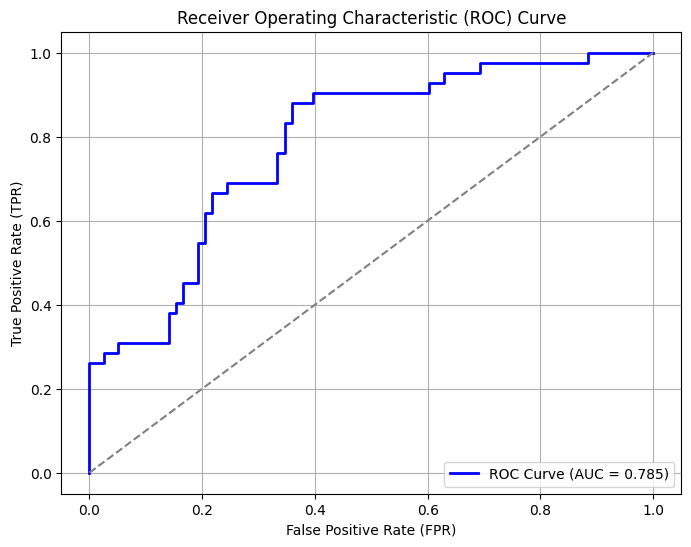 Receiver Operating Characteristic (ROC) Curve
True Positive Rate (TPR)
1.0
0.8
0.6
0.4
0.2
0.0
ROC Curve (AUC = 0.785)
0.0 0.2 0.4 0.6 0.8 1.0
False Positive Rate (FPR)